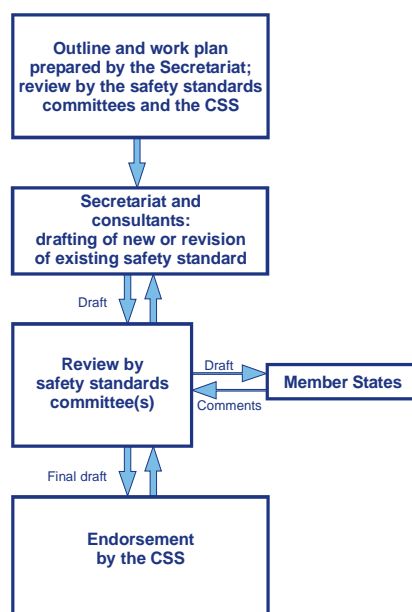 Outline and work plan
prepared by the Secretariat;
review by the safety standards
committees and the CSS
Secretariat and
consultants:
drafting of new or revision
of existing safety standard
Draft
Review by
safety standards
committee(s)
Draft
Member States
Comments
Final draft
Endorsement
by the CSS